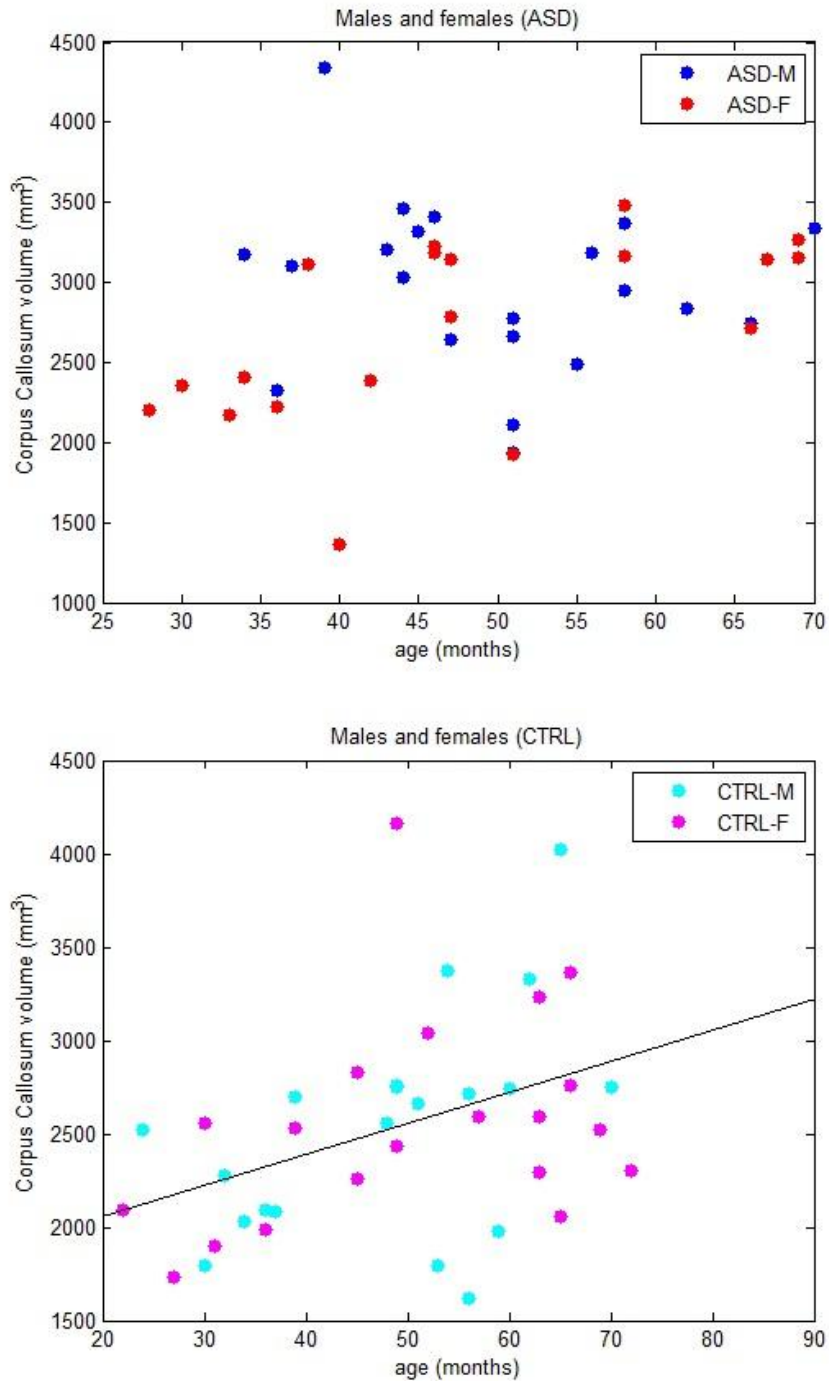 Males and females (ASD)
4500
4000
3500
3000
2500
2000
1500
1000
Corpus Callosum volume (mm³)
ASD-M
ASD-F
25 30 35 40 45 50 55 60 65 70
age (months)
Males and females (CTRL)
4500
4000
3500
3000
2500
2000
1500
Corpus Callosum volume (mm³)
CTRL-M
CTRL-F
20 30 40 50 60 70 80 90
age (months)